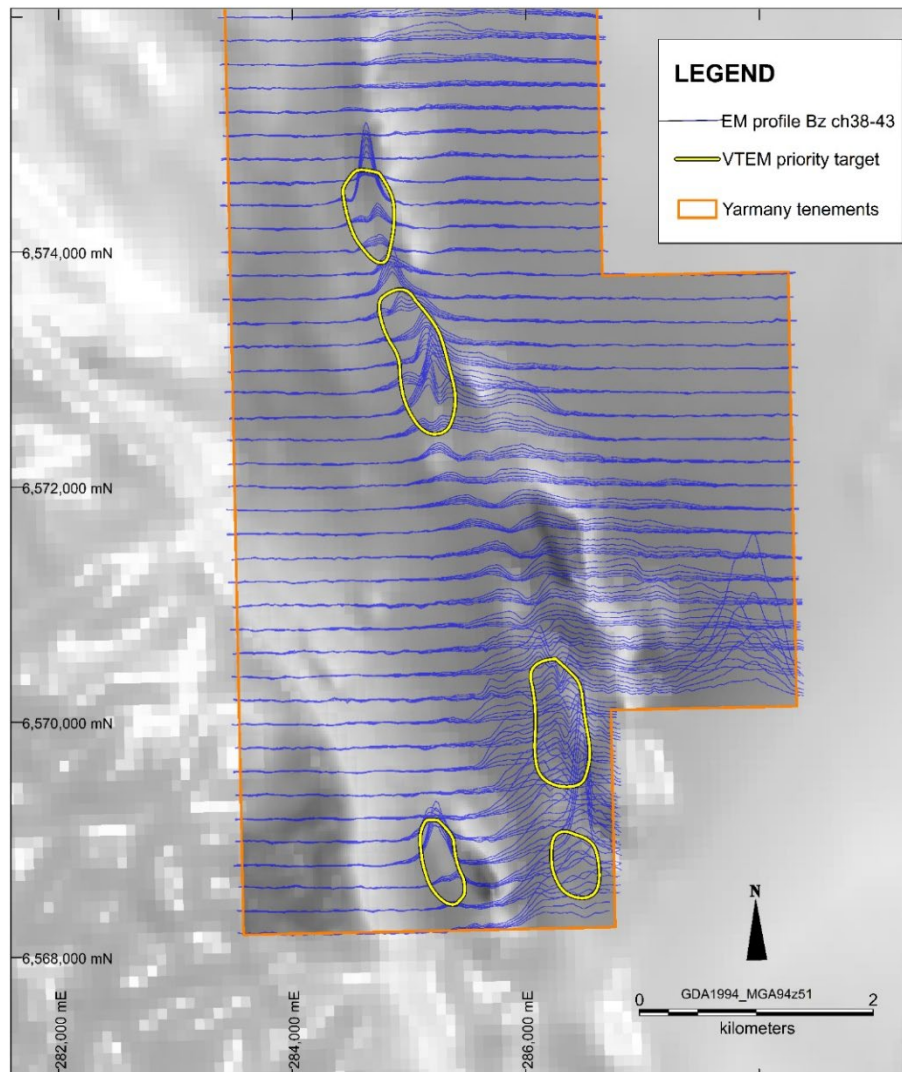 LEGEND
EM profile Bz ch38-43
VTEM priority target
Yarmany tenements
6,574,000 mN
6,572,000 mN
6,570,000 mN
6,568,000 mN
282,000 mE
284,000 mE
286,000 mE
N
GDA1994_MGA94z51
0 2
kilometers